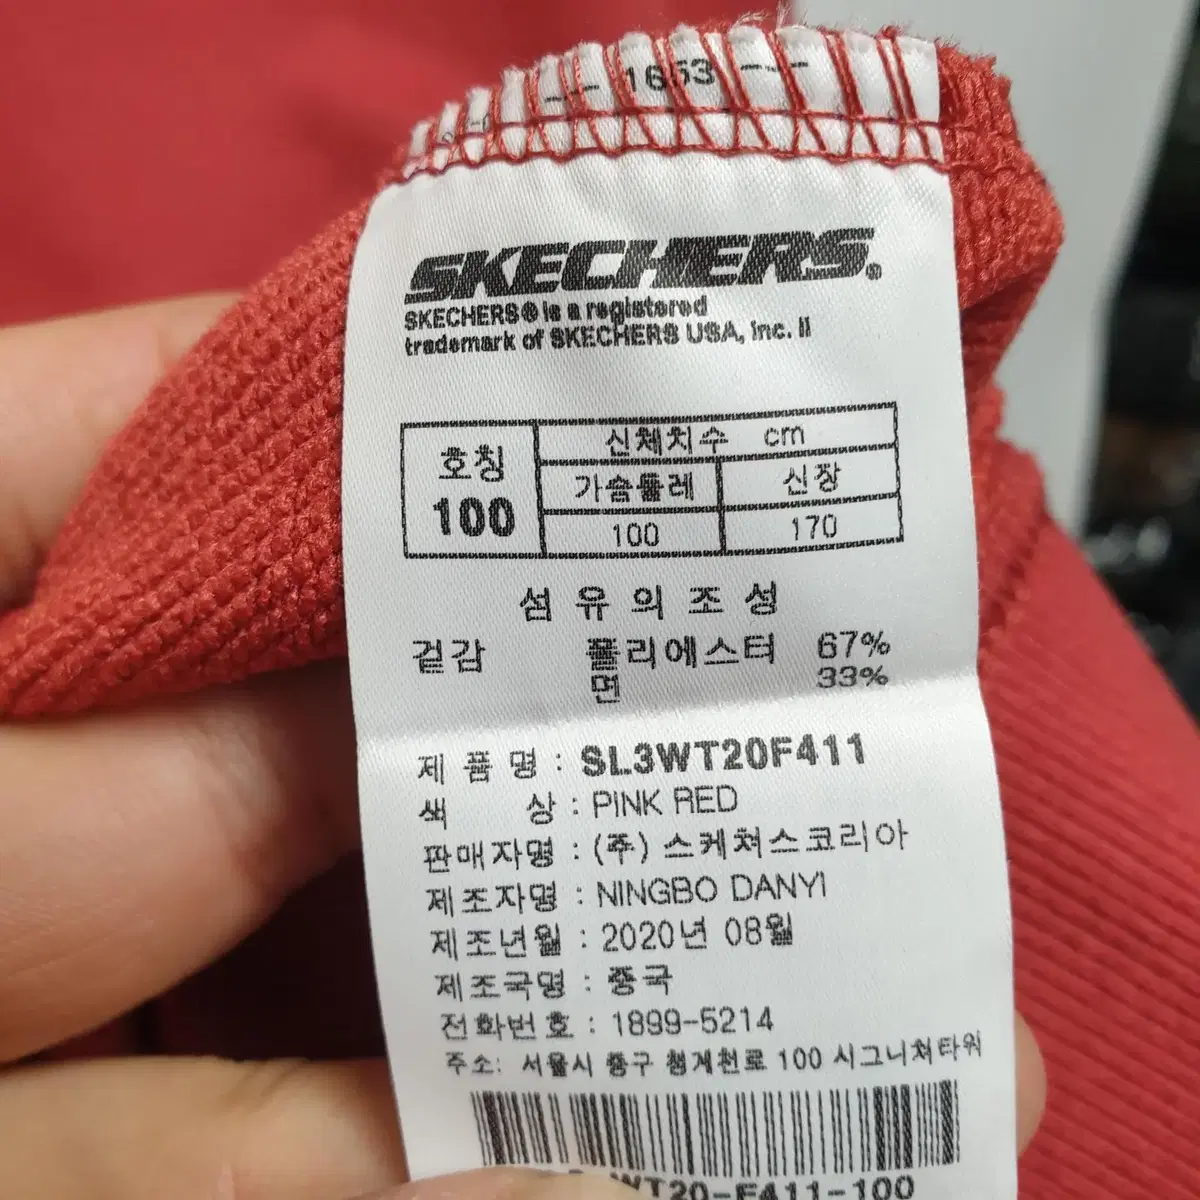 1653
SKECHERS®
SKECHERS® is a registered
trademark of SKECHERS USA, Inc. II
호칭
100
신체치수 cm
가슴둘레 신장
100 170
섬유의조성
겉감 폴리에스터 67%
면 33%
제품명 : SL3WT20F411
색상 : PINK RED
판매자명 : (주) 스케쳐스코리아
제조자명 : NINGBO DANYI
제조년월 : 2020년 08월
제조국명 : 중국
전화번호 : 1899-5214
주소: 서울시 중구 청계천로 100 시그니쳐타워
WT20-F411-100